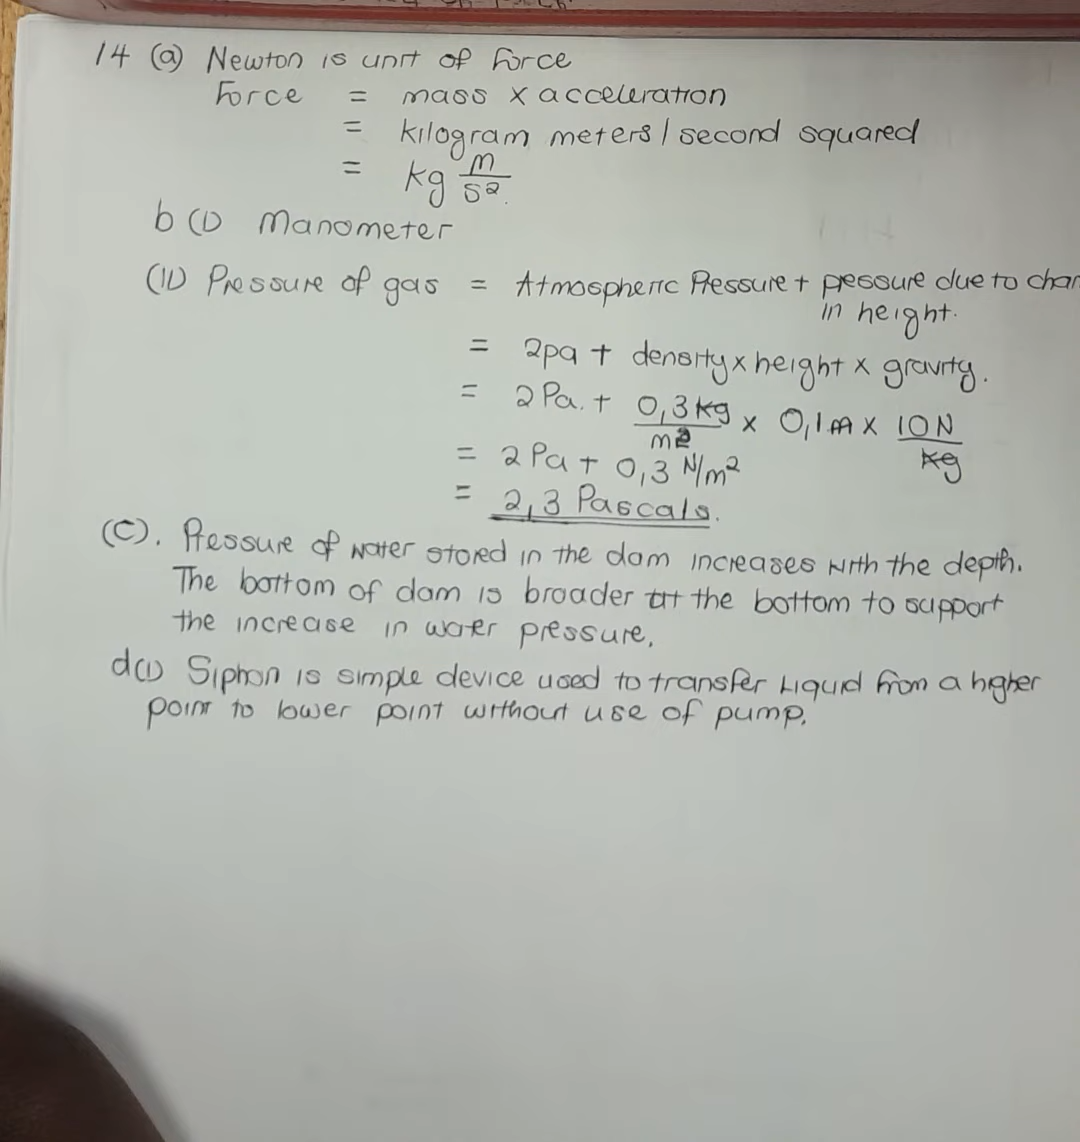 14 (a) Newton is unit of Force
Force = mass x acceleration
= kilogram meters / second squared
= kg m/s²
b (i) Manometer
(ii) Pressure of gas = Atmospheric Pressure + pressure due to
in height.
= 2pa + density x height x gravity.
= 2 Pa. + 0,3 kg/m² x 0,1m x 10N/kg
= 2 Pa + 0,3 N/m²
= 2,3 Pascals.
(C). Pressure of water stored in the dam increases with the depth.
The bottom of dam is broader at the bottom to support
the increase in water pressure.
d(i) Siphon is simple device used to transfer Liquid from a higher
point to lower point without use of pump.